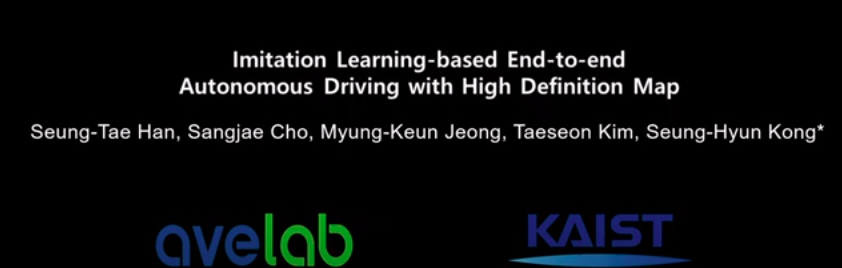 Imitation Learning-based End-to-end
Autonomous Driving with High Definition Map
Seung-Tae Han, Sangjae Cho, Myung-Keun Jeong, Taeseon Kim, Seung-Hyun Kong*
avelab KAIST